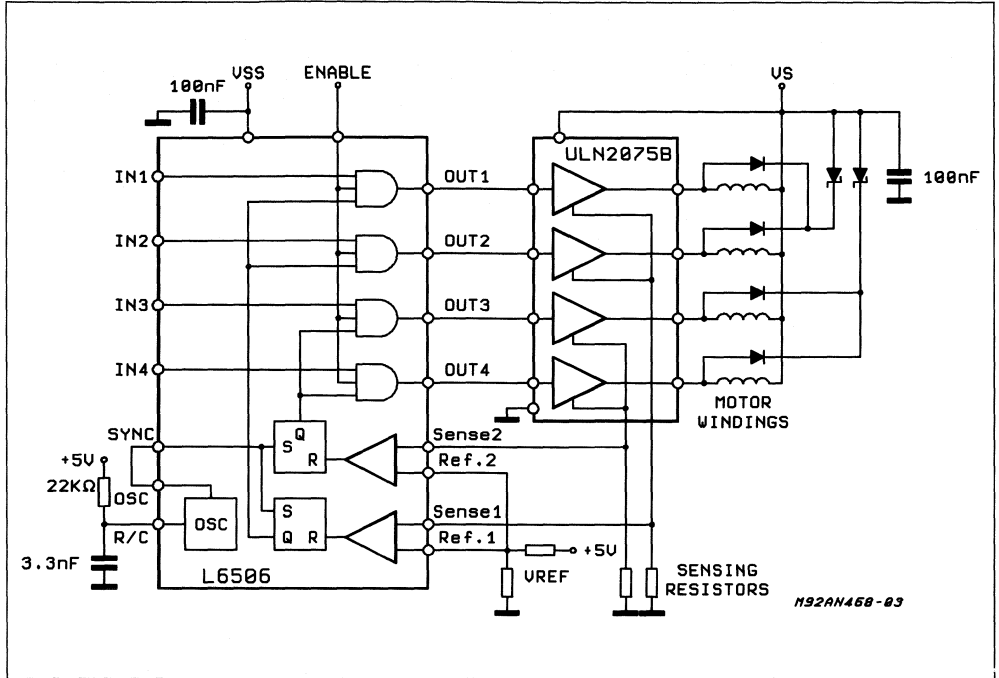 VSS
ENABLE
VS
100nF
ULN2075B
IN1
OUT1
100nF
IN2
OUT2
IN3
OUT3
IN4
OUT4
MOTOR
WINDINGS
SYNC
Q
S
R
Sense2
Ref.2
+5V
22KΩ
OSC
S
Q
R
Sense1
Ref.1
R/C
OSC
+5V
VREF
3.3nF
L6506
SENSING
RESISTORS
M92AN460-03